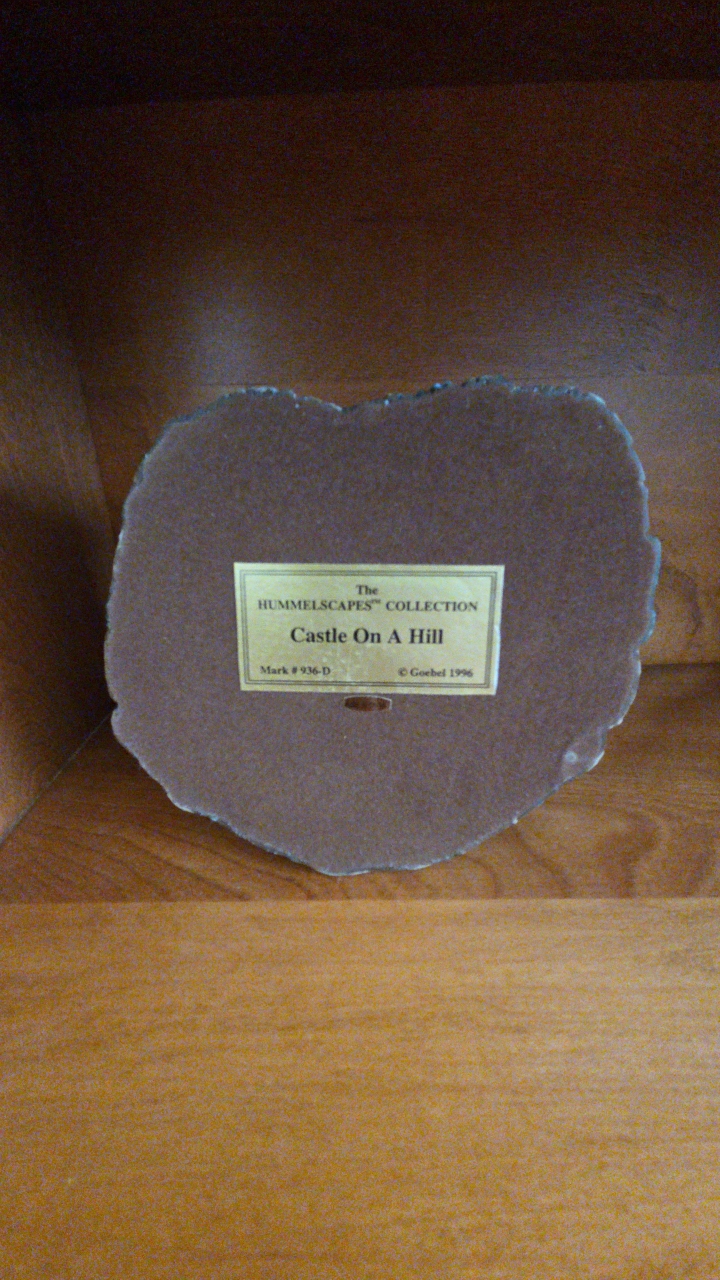 The
HUMMELSCAPES™ COLLECTION
Castle On A Hill
Mark # 936-D
© Goebel 1996